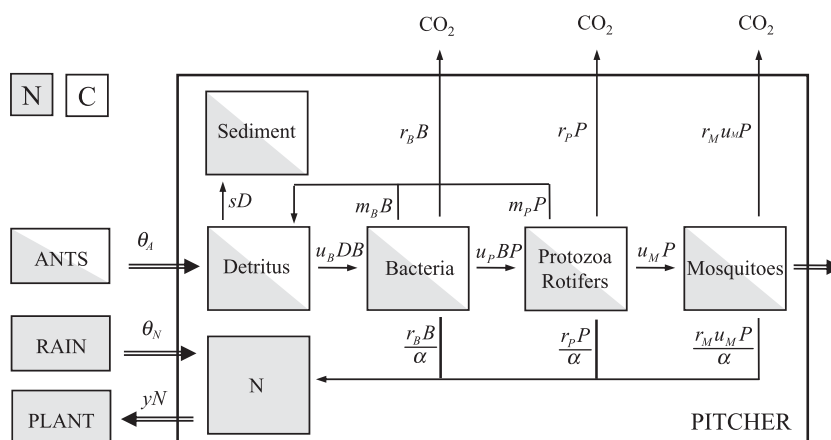 CO₂ CO₂ CO₂
N C
Sediment
r_B B r_P P r_M u_M P
sD m_B B m_P P
ANTS θ_A Detritus u_B DB Bacteria u_P BP Protozoa Rotifers u_M P Mosquitoes
RAIN θ_N N r_B B/α r_P P/α r_M u_M P/α
PLANT yN PITCHER